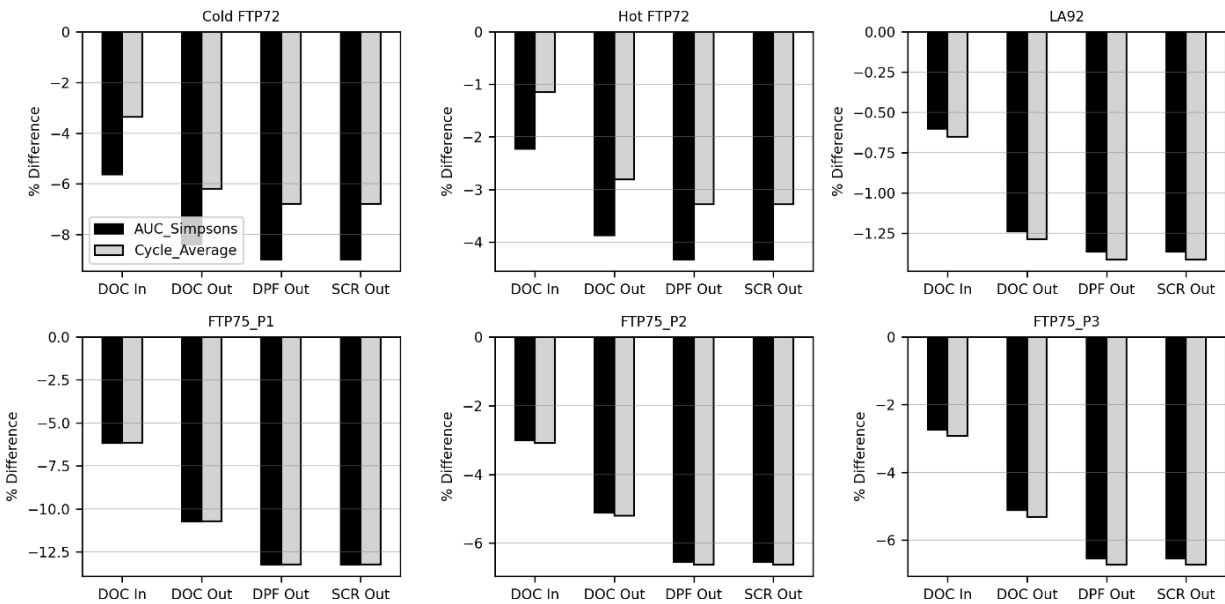 Cold FTP72
% Difference
0
−2
−4
−6
−8
AUC_Simpsons
Cycle_Average
DOC In
DOC Out
DPF Out
SCR Out
Hot FTP72
% Difference
0
−1
−2
−3
−4
DOC In
DOC Out
DPF Out
SCR Out
LA92
% Difference
0.00
−0.25
−0.50
−0.75
−1.00
−1.25
DOC In
DOC Out
DPF Out
SCR Out
FTP75_P1
% Difference
0.0
−2.5
−5.0
−7.5
−10.0
−12.5
DOC In
DOC Out
DPF Out
SCR Out
FTP75_P2
% Difference
0
−2
−4
−6
DOC In
DOC Out
DPF Out
SCR Out
FTP75_P3
% Difference
0
−2
−4
−6
DOC In
DOC Out
DPF Out
SCR Out